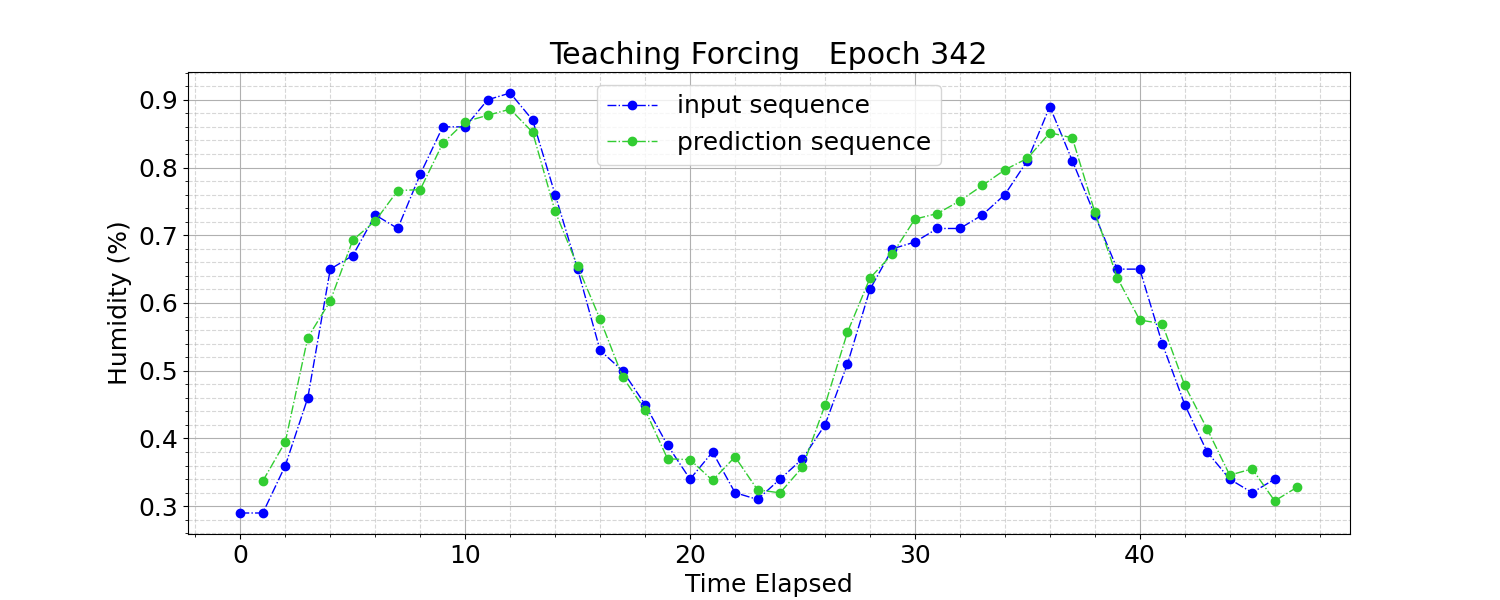 Teaching Forcing   Epoch 342
input sequence
prediction sequence
Humidity (%)
0.9
0.8
0.7
0.6
0.5
0.4
0.3
0 10 20 30 40
Time Elapsed